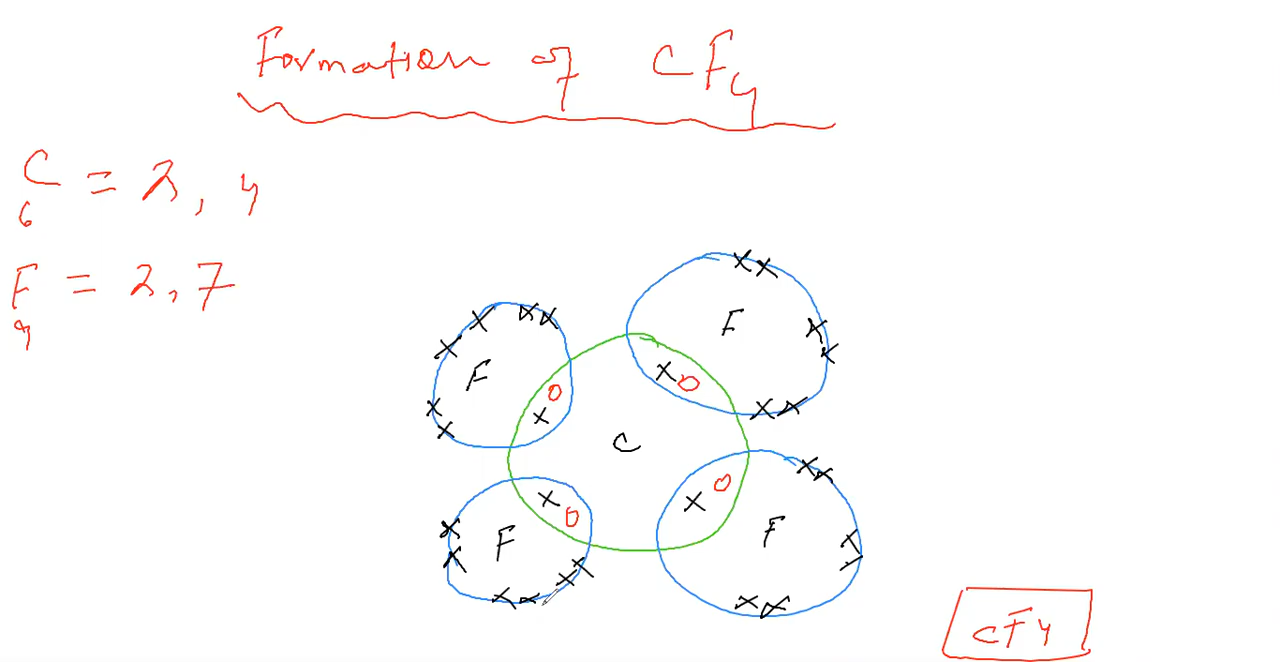 Formation of CF4
C = 2, 4
6
F = 2, 7
9
F
F
C
F
F
CF4